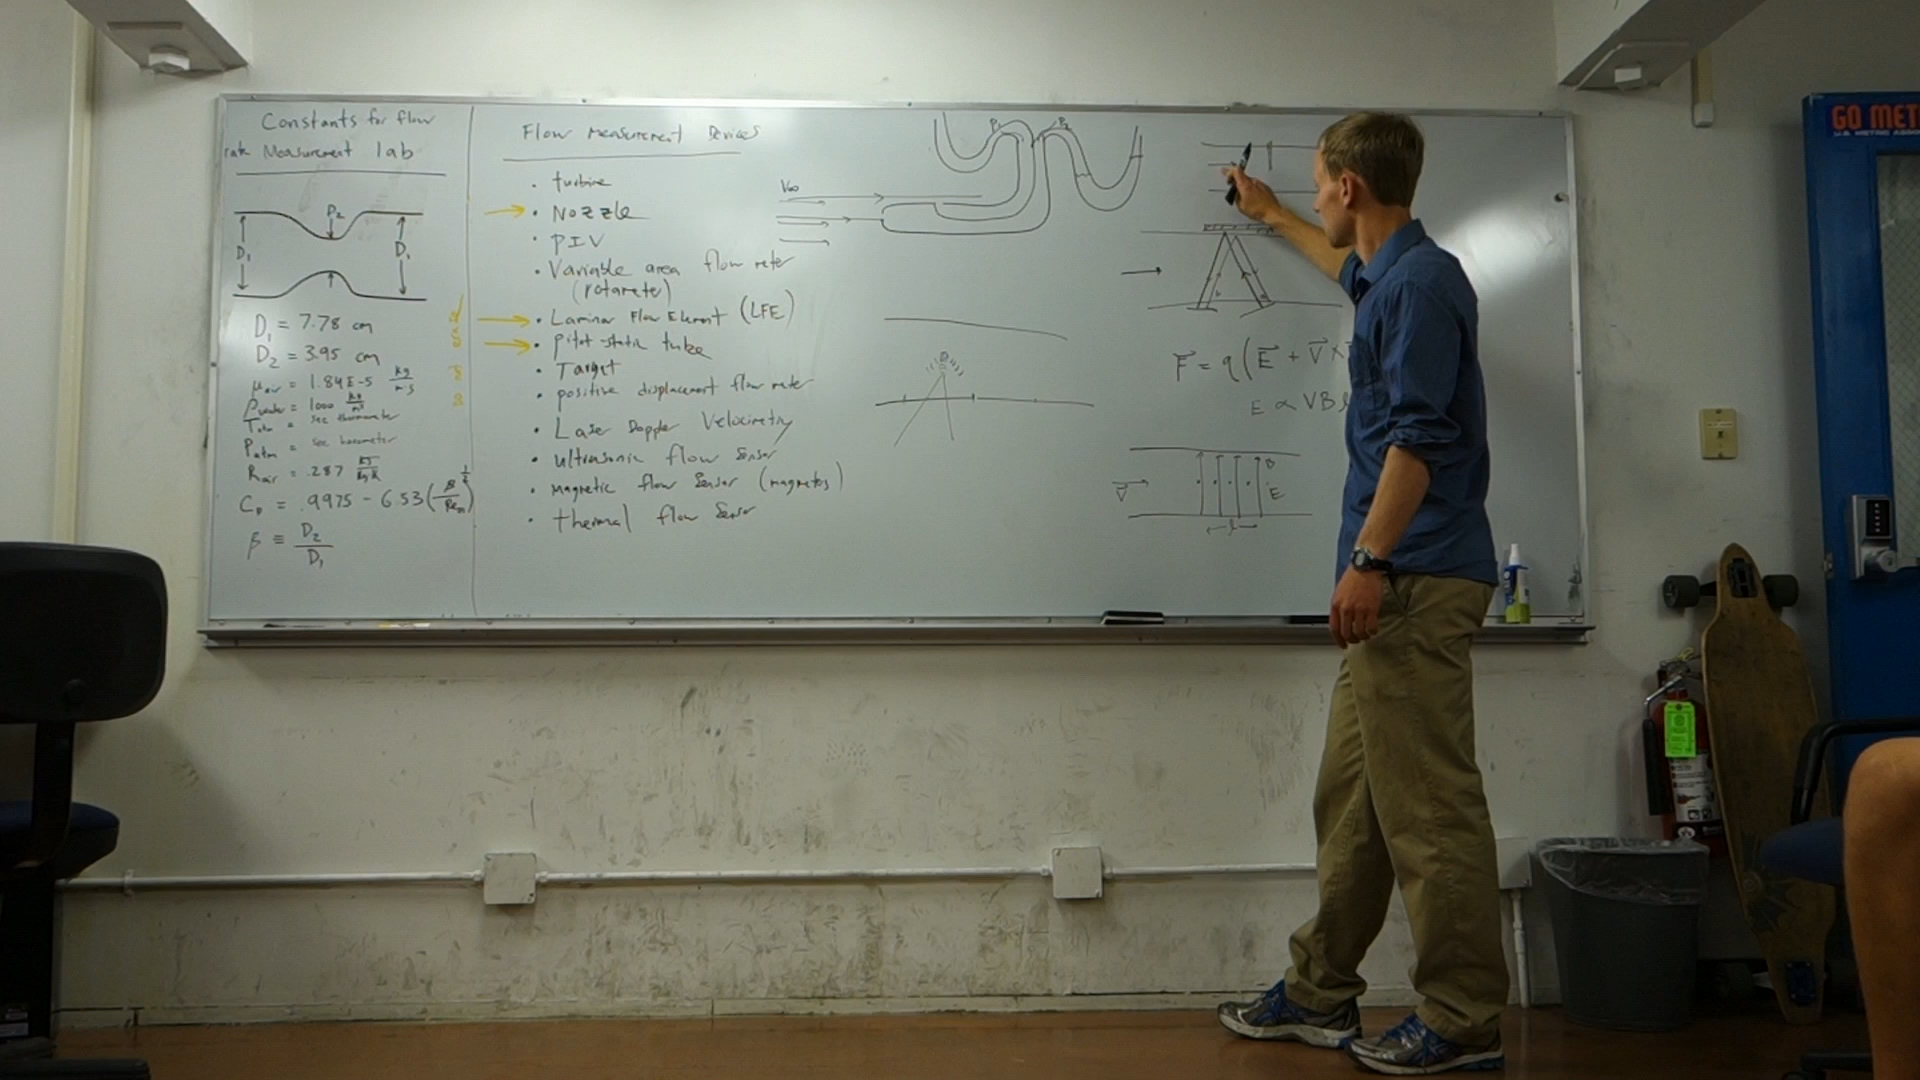 Constants for flow
rate Measurement lab
D₂
D₁
D₁
D₁ = 7.78 cm
D₂ = 3.95 cm
μair = 1.84E-5 kg/m·s
ρwater = 1000 kg/m³
Tatm = see thermometer
Patm = see barometer
Rair = .287 kJ/kg K
CD = .9975 - 6.53(β/Re)^½
β ≡ D₂/D₁
Flow Measurement Devices
• turbine
→ • Nozzle
• PIV
• Variable area flow meter
(rotameter)
→ • Laminar Flow Element (LFE)
→ • pitot-static tube
• Target
• positive displacement flow meter
• Laser Doppler Velocimetry
• ultrasonic flow sensor
• magnetic flow sensor (magmeters)
• thermal flow sensor
V∞
P₁
P₂
F = q(E + V x
E ∝ VB
V
E
GO MET